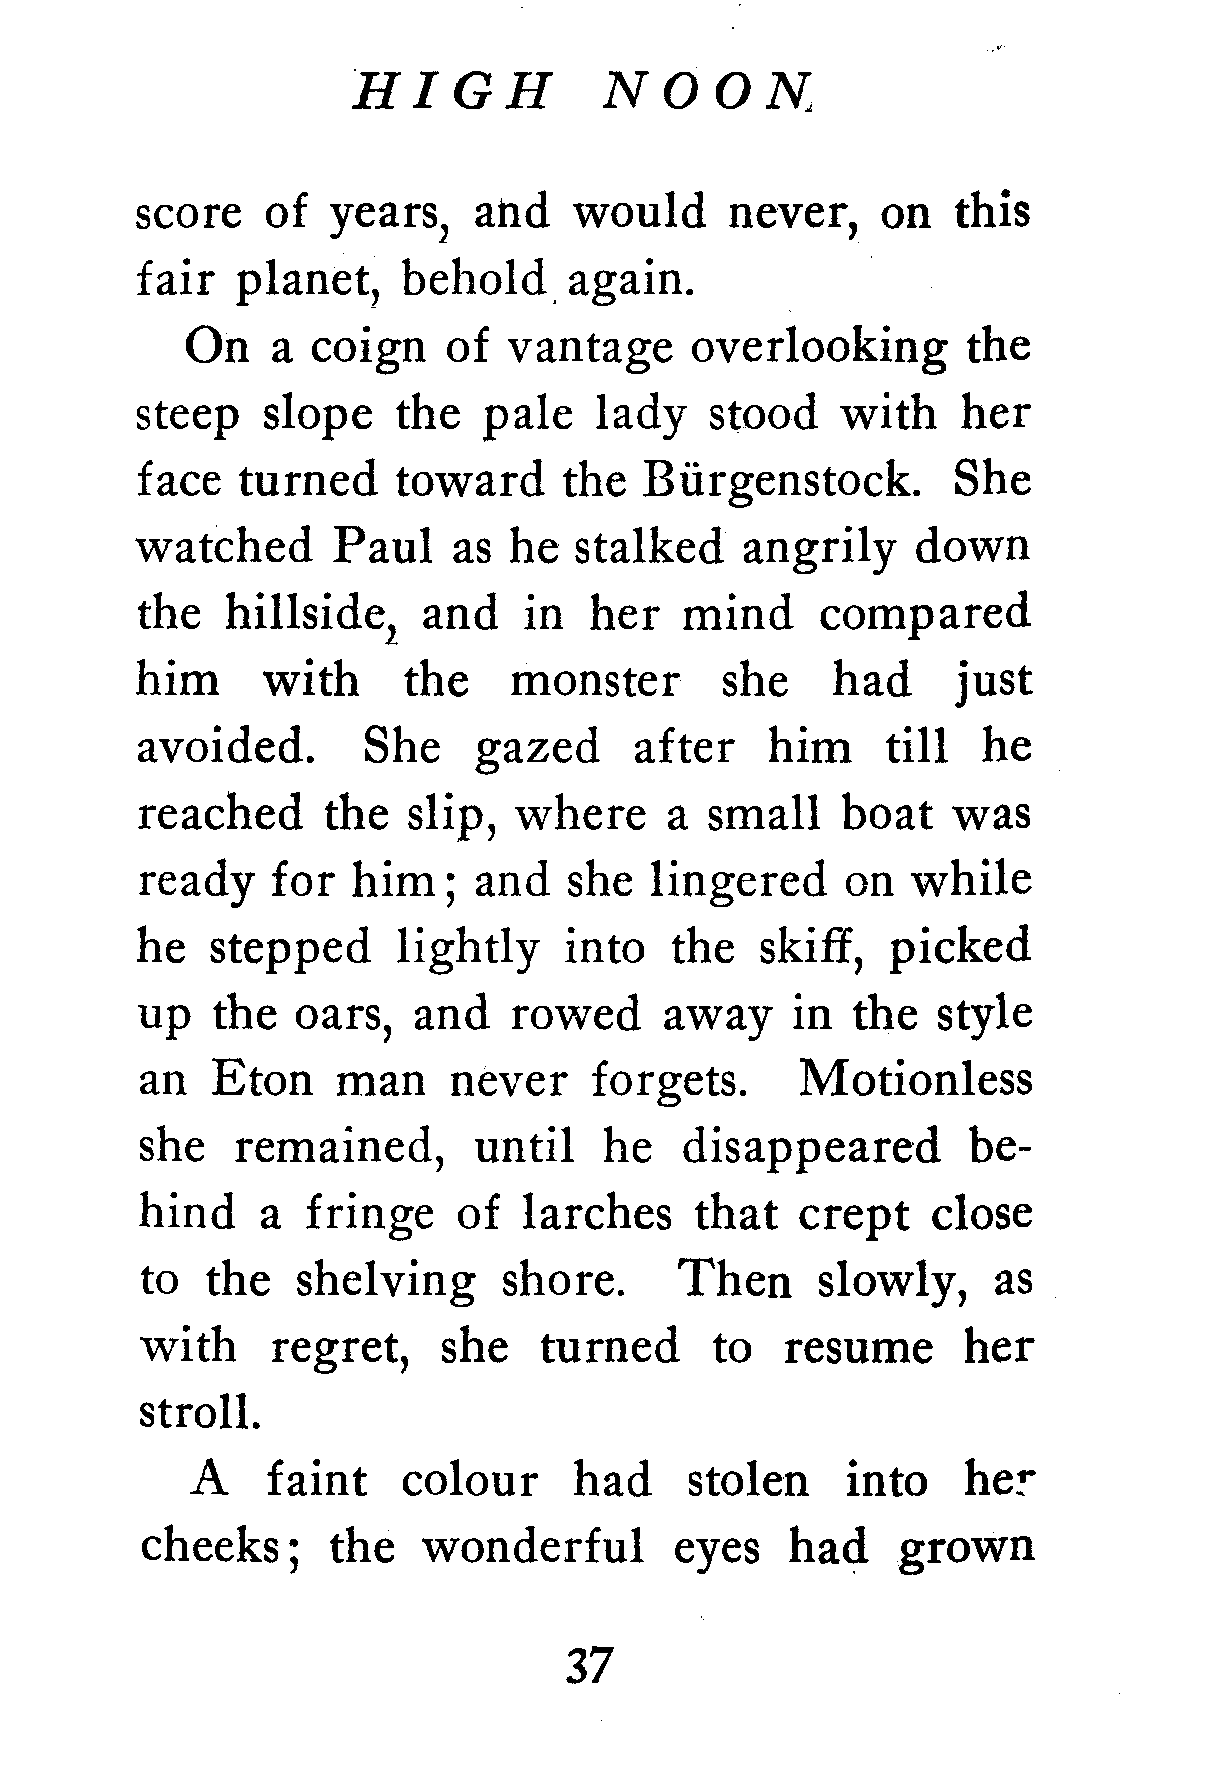 HIGH NOON
score of years, and would never, on this
fair planet, behold again.
On a coign of vantage overlooking the
steep slope the pale lady stood with her
face turned toward the Bürgenstock. She
watched Paul as he stalked angrily down
the hillside, and in her mind compared
him with the monster she had just
avoided. She gazed after him till he
reached the slip, where a small boat was
ready for him; and she lingered on while
he stepped lightly into the skiff, picked
up the oars, and rowed away in the style
an Eton man never forgets. Motionless
she remained, until he disappeared be-
hind a fringe of larches that crept close
to the shelving shore. Then slowly, as
with regret, she turned to resume her
stroll.
A faint colour had stolen into her
cheeks; the wonderful eyes had grown
37